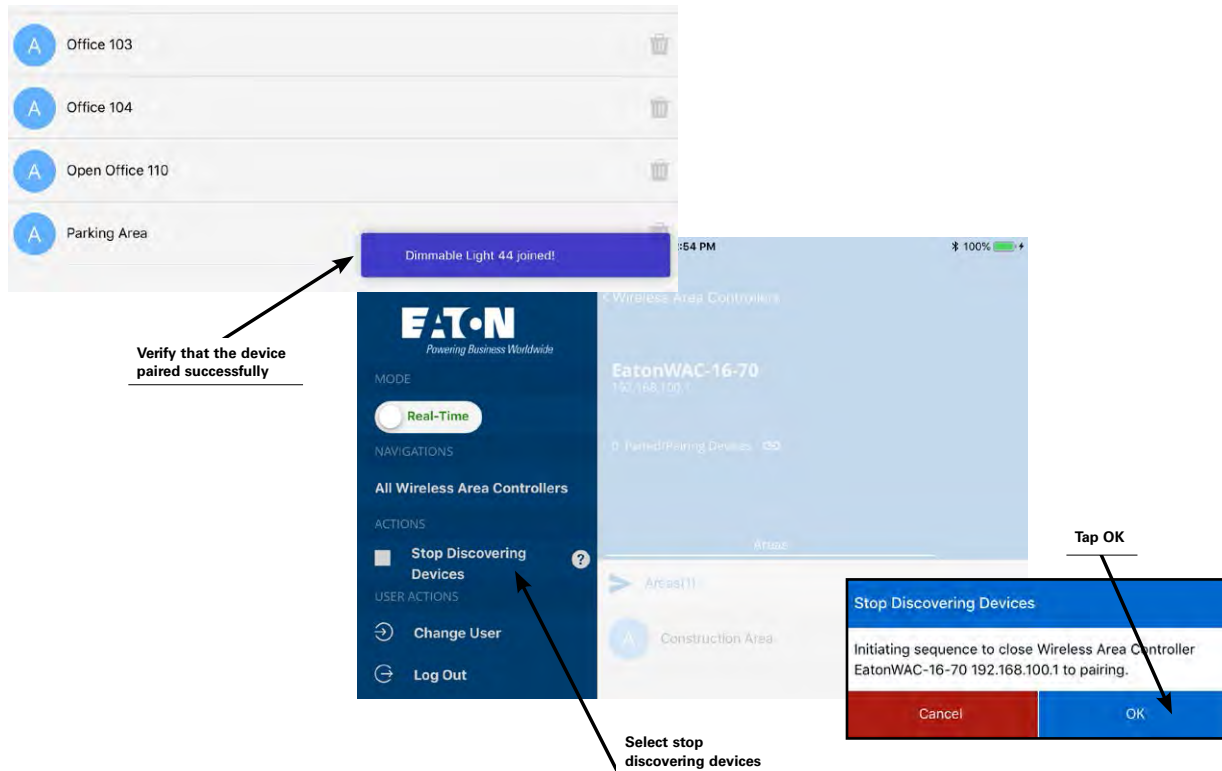 Office 103
Office 104
Open Office 110
Parking Area
Dimmable Light 44 joined!
Verify that the device
paired successfully
:54 PM
100%
< Wireless Area Controllers
EatonWAC-16-70
192.168.100.1
0 Paired/Pairing Devices
Areas
Areas(1)
A Construction Area
EATON
Powering Business Worldwide
MODE
Real-Time
NAVIGATIONS
All Wireless Area Controllers
ACTIONS
Stop Discovering
Devices
?
USER ACTIONS
Change User
Log Out
Select stop
discovering devices
Tap OK
Stop Discovering Devices
Initiating sequence to close Wireless Area Controller
EatonWAC-16-70 192.168.100.1 to pairing.
Cancel
OK